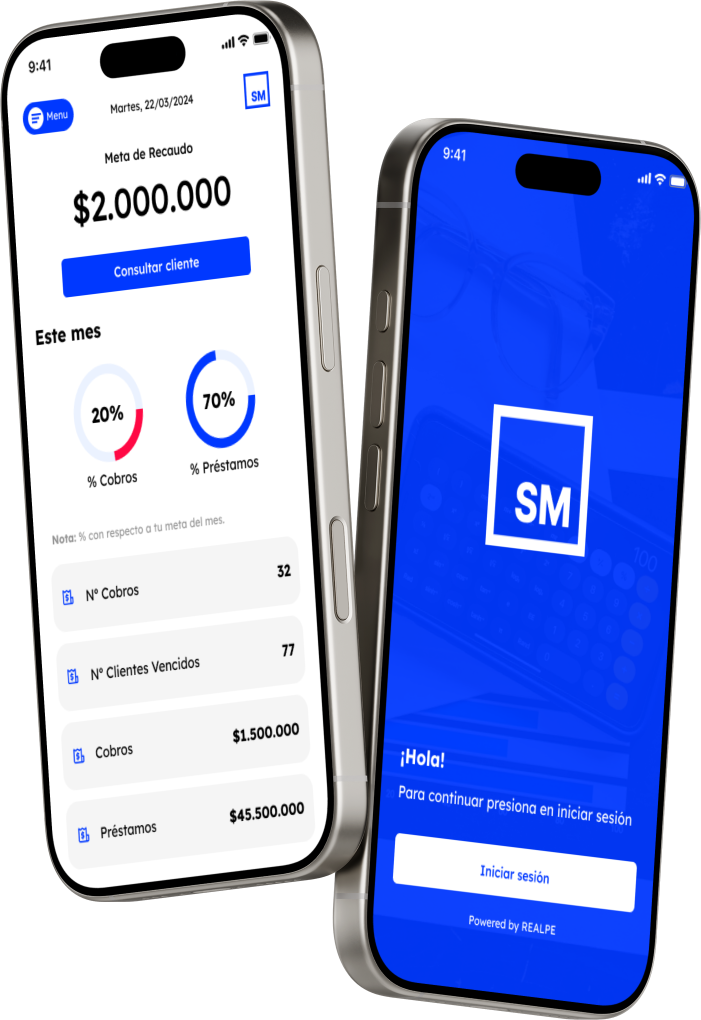 9:41
Menu
Martes, 22/03/2024
SM
Meta de Recaudo
$2.000.000
Consultar cliente
Este mes
20%
70%
% Cobros
% Préstamos
Nota: % con respecto a tu meta del mes.
Nº Cobros
32
Nº Clientes Vencidos
77
Cobros
$1.500.000
Préstamos
$45.500.000
9:41
SM
100
¡Hola!
Para continuar presiona en iniciar sesión
Iniciar sesión
Powered by REALPE